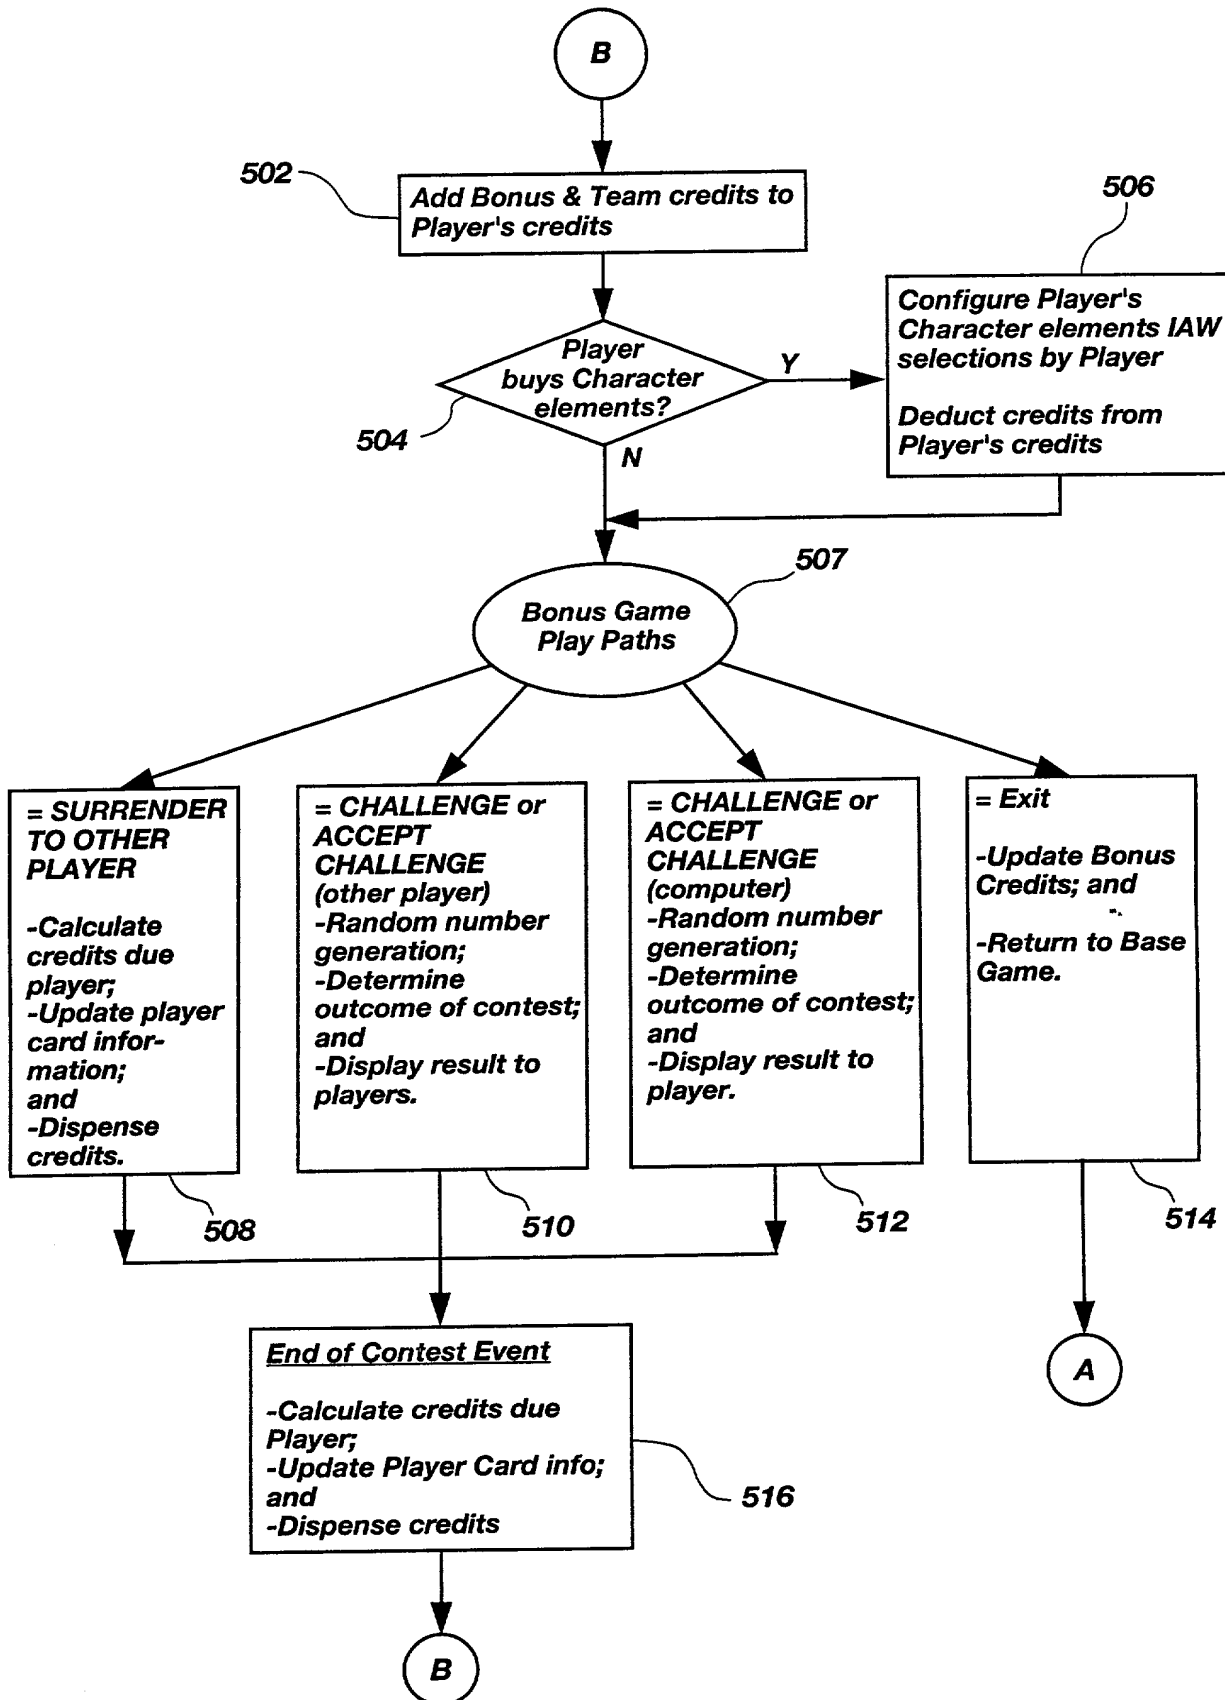 B
502
Add Bonus & Team credits to
Player's credits
506
Configure Player's
Character elements IAW
selections by Player
Deduct credits from
Player's credits
Player
buys Character
elements?
Y
504
N
507
Bonus Game
Play Paths
= SURRENDER
TO OTHER
PLAYER
-Calculate
credits due
player;
-Update player
card infor-
mation;
and
-Dispense
credits.
508
= CHALLENGE or
ACCEPT
CHALLENGE
(other player)
-Random number
generation;
-Determine
outcome of contest;
and
-Display result to
players.
510
= CHALLENGE or
ACCEPT
CHALLENGE
(computer)
-Random number
generation;
-Determine
outcome of contest;
and
-Display result to
player.
512
= Exit
-Update Bonus
Credits; and
-Return to Base
Game.
514
A
End of Contest Event
-Calculate credits due
Player;
-Update Player Card info;
and
-Dispense credits
516
B